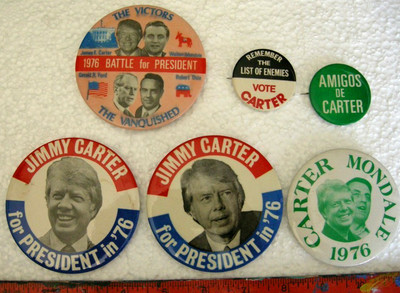 THE VICTORS
James E. Carter Walter Mondale
1976 BATTLE for PRESIDENT
Gerald R. Ford Robert Dole
THE VANQUISHED
REMEMBER
THE
LIST OF ENEMIES
VOTE
CARTER
AMIGOS
DE
CARTER
JIMMY CARTER
for PRESIDENT in '76
JIMMY CARTER
for PRESIDENT in '76
CARTER MONDALE
1976